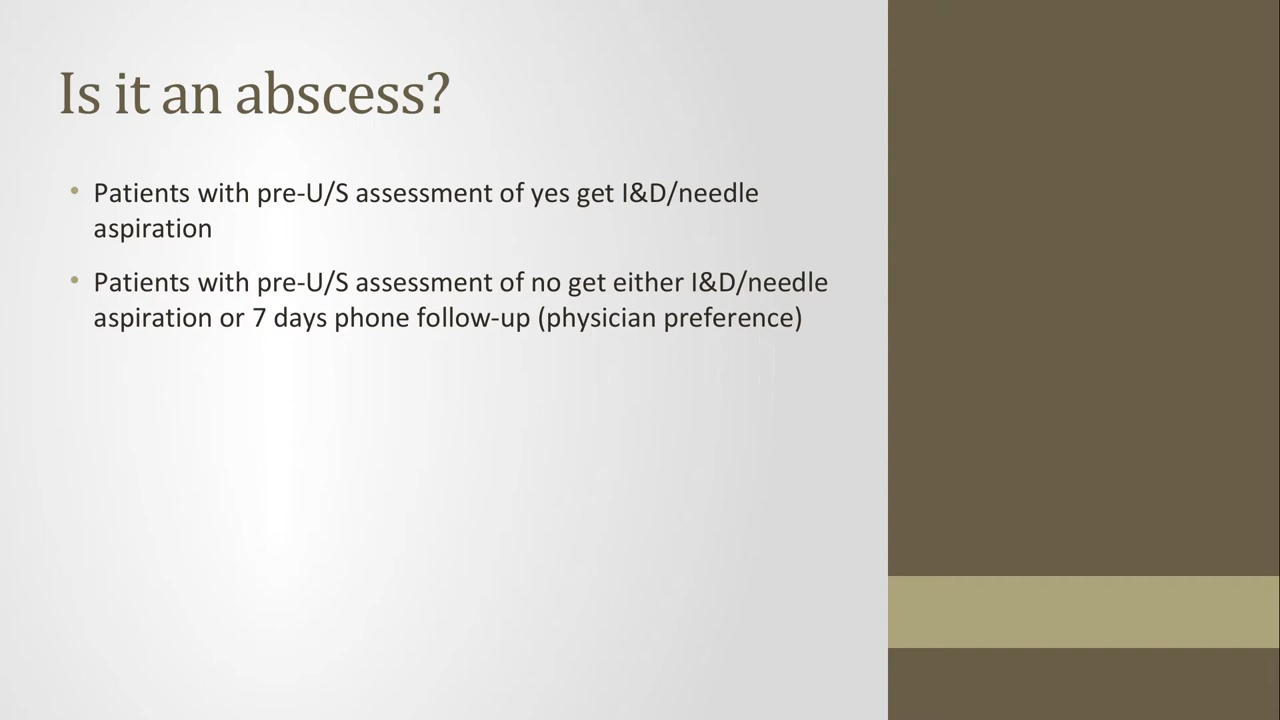 Is it an abscess?
• Patients with pre-U/S assessment of yes get I&D/needle
aspiration
• Patients with pre-U/S assessment of no get either I&D/needle
aspiration or 7 days phone follow-up (physician preference)